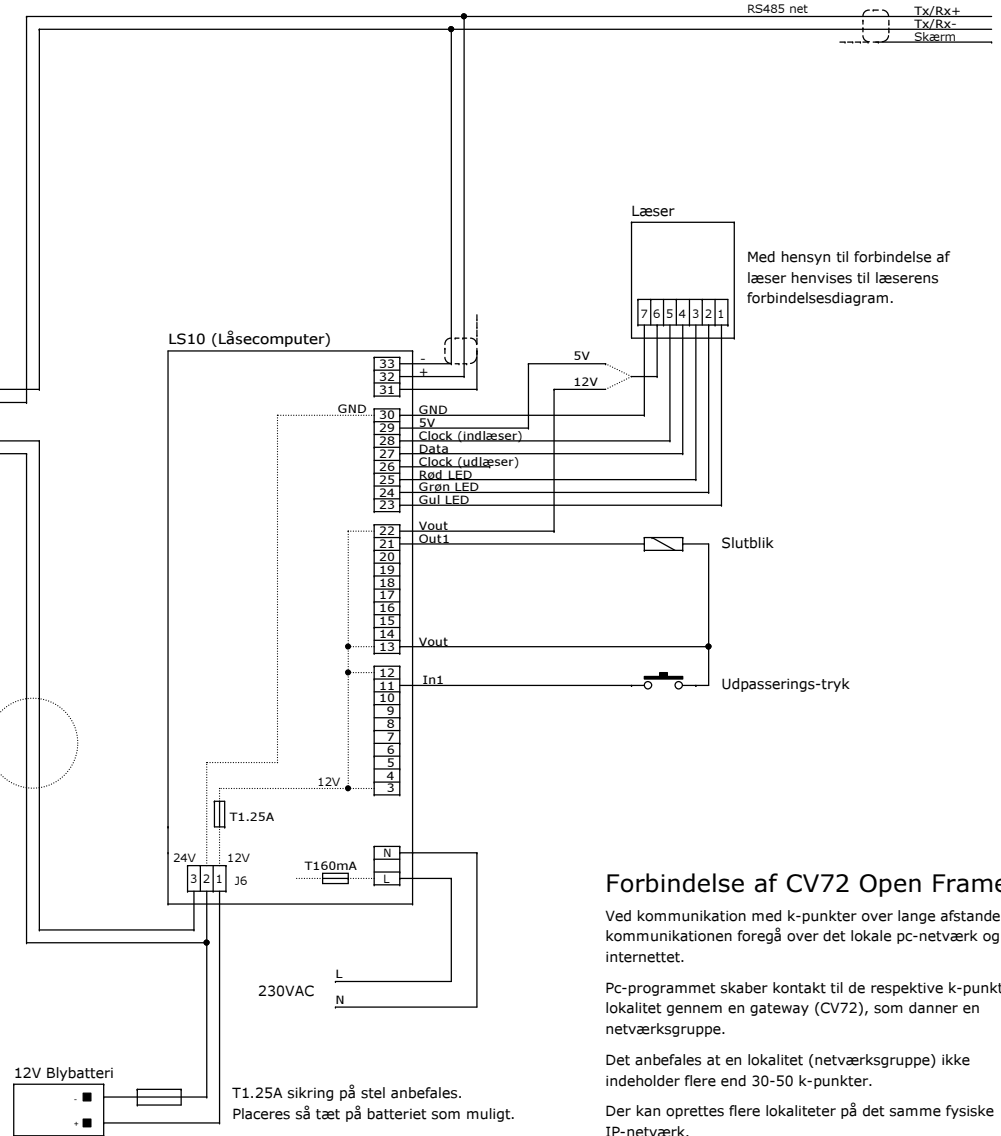 RS485 net
Tx/Rx+
Tx/Rx-
Skærm
Læser
Med hensyn til forbindelse af
læser henvises til læserens
forbindelsesdiagram.
7 6 5 4 3 2 1
LS10 (Låsecomputer)
33 -
32 +
31
5V
12V
GND 30 GND
29 5V
28 Clock (indlæser)
27 Data
26 Clock (udlæser)
25 Rød LED
24 Grøn LED
23 Gul LED
22 Vout
21 Out1
Slutblik
20
19
18
17
16
15
14
13 Vout
12
11 In1
Udpasserings-tryk
10
9
8
7
6
5
4
12V 3
T1.25A
24V 12V
3 2 1 J6
T160mA
N
L
230VAC
L
N
12V Blybatteri
-
+
T1.25A sikring på stel anbefales.
Placeres så tæt på batteriet som muligt.
Forbindelse af CV72 Open Frame
Ved kommunikation med k-punkter over lange afstande
kommunikationen foregå over det lokale pc-netværk og
internettet.
Pc-programmet skaber kontakt til de respektive k-punkt
lokalitet gennem en gateway (CV72), som danner en
netværksgruppe.
Det anbefales at en lokalitet (netværksgruppe) ikke
indeholder flere end 30-50 k-punkter.
Der kan oprettes flere lokaliteter på det samme fysiske
IP-netværk.